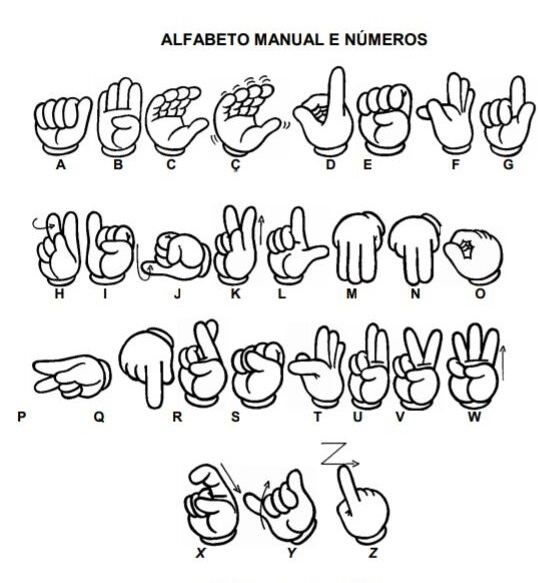 ALFABETO MANUAL E NÚMEROS
A B C Ç D E F G
H I J K L M N O
P Q R S T U V W
Z
X Y Z